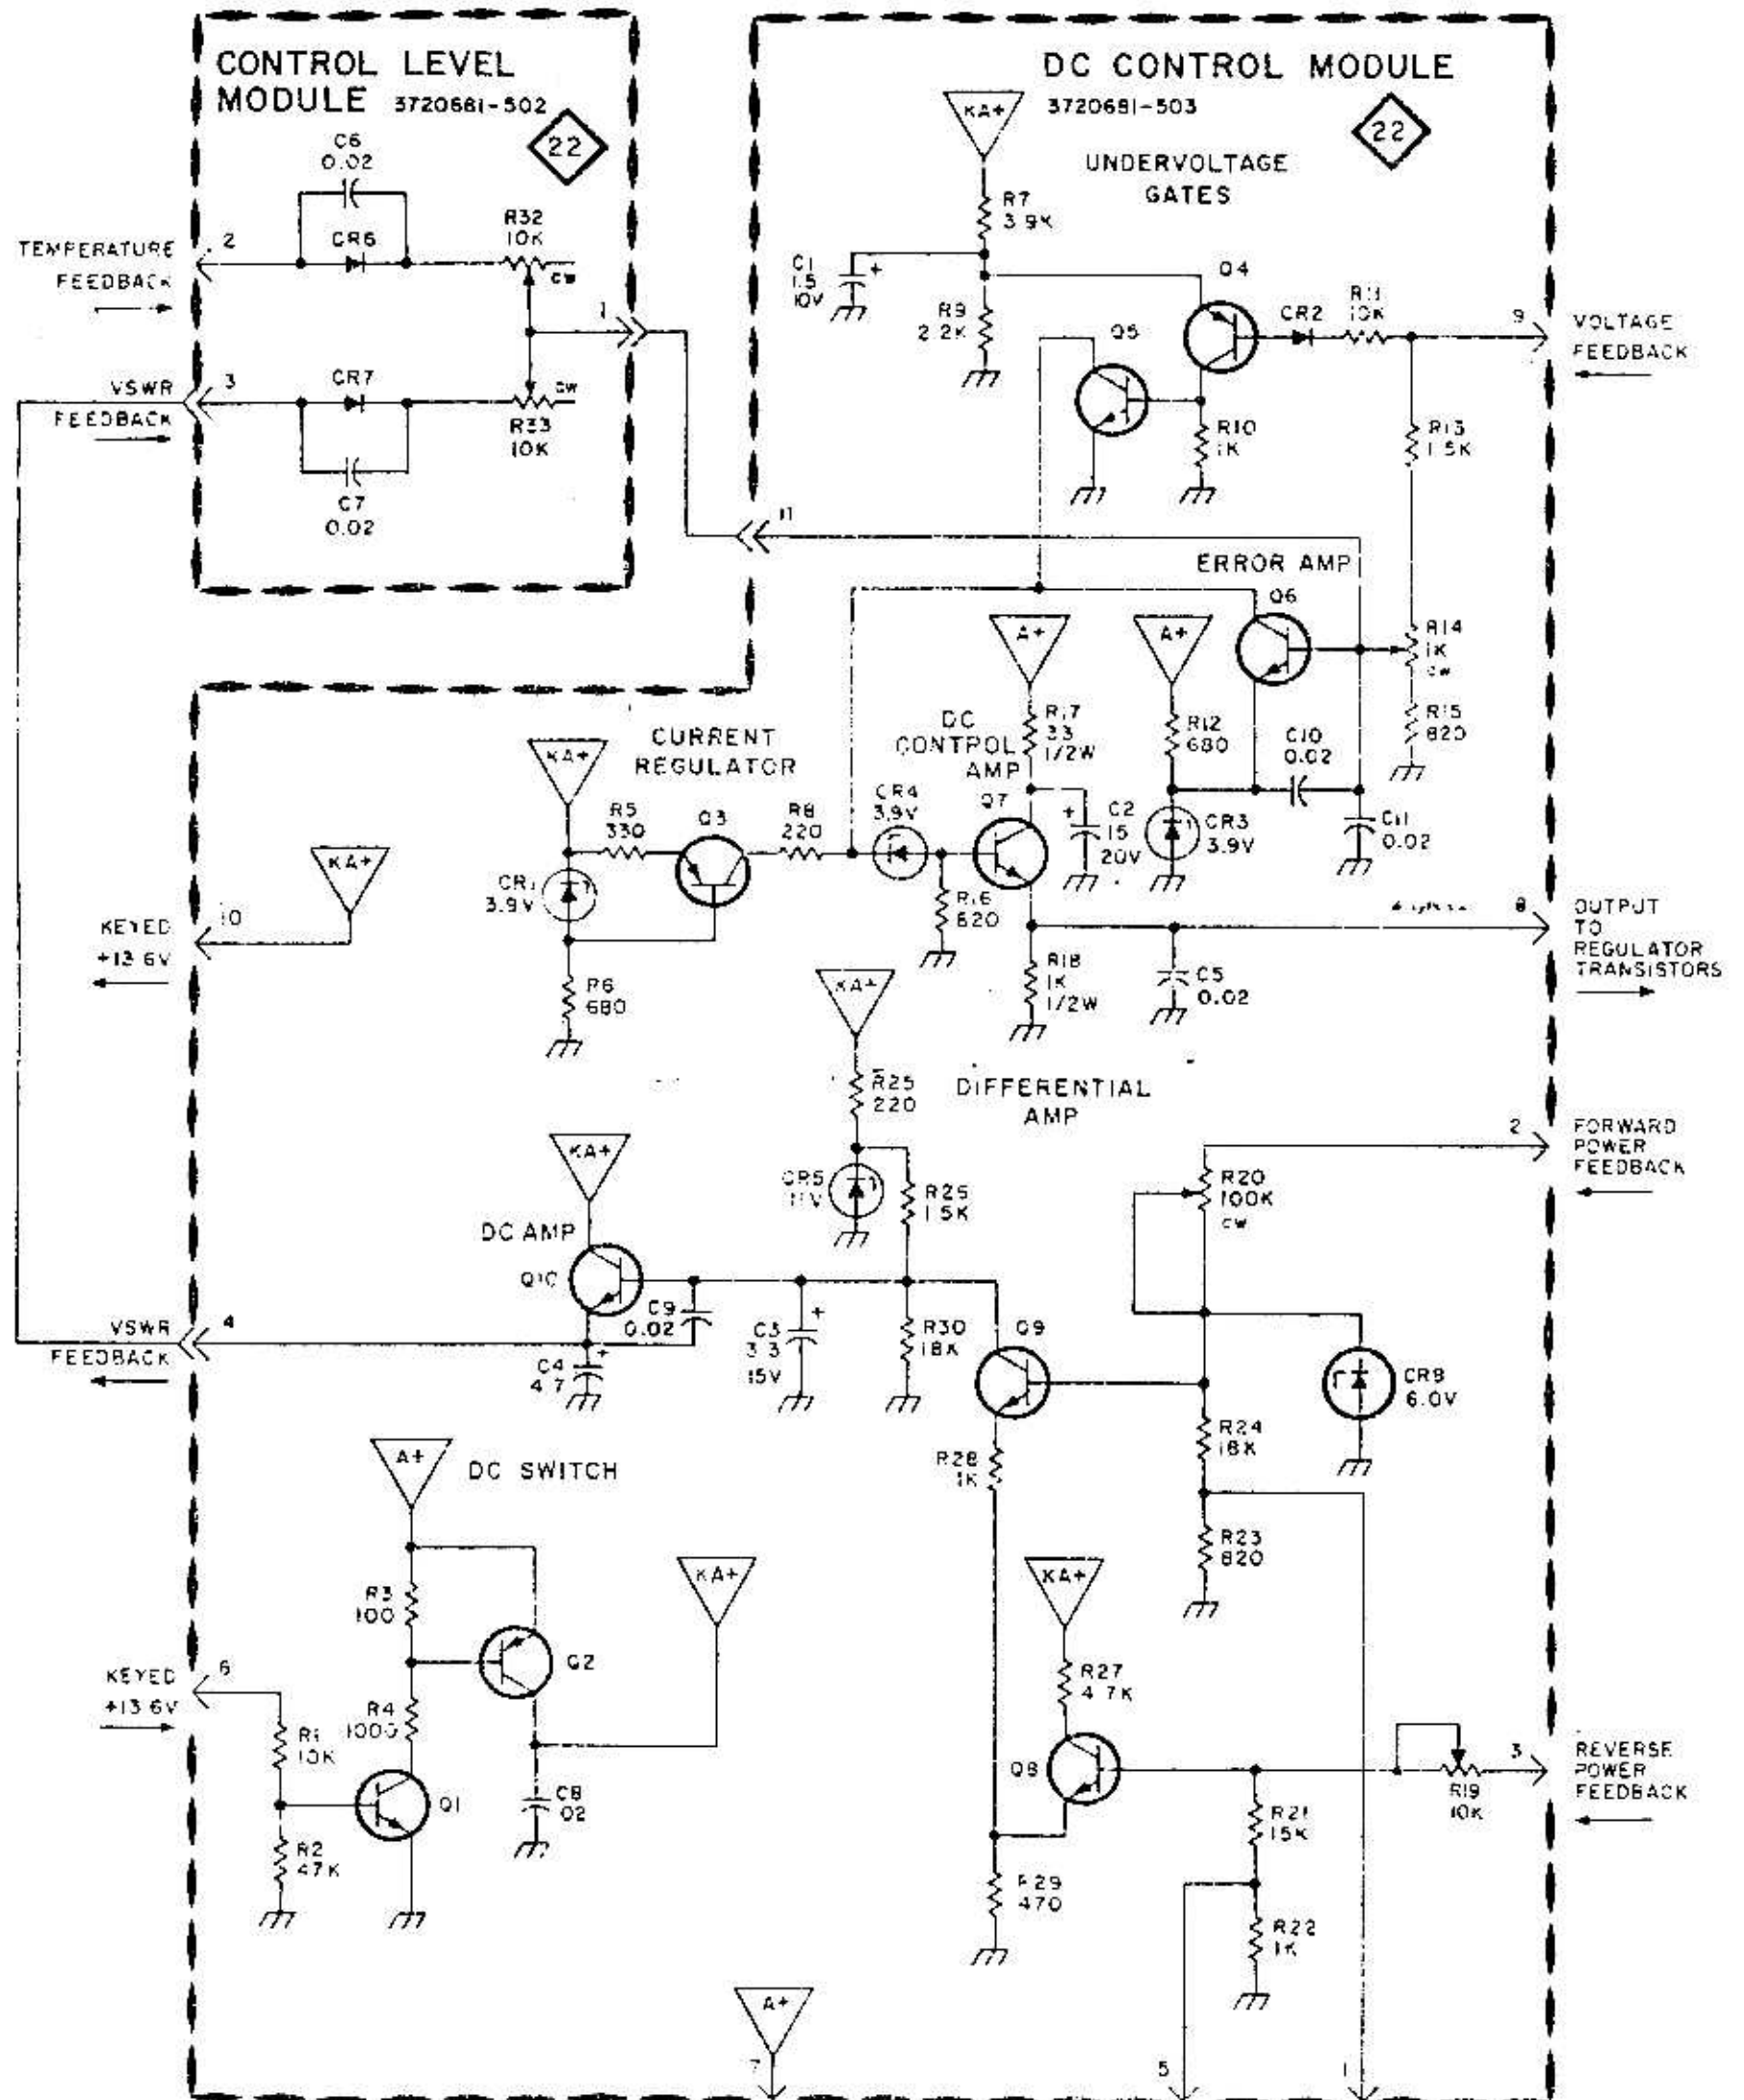 CONTROL LEVEL
MODULE 3720681-502
22
C6
0.02
CR6
R32
10K
CW
TEMPERATURE
FEEDBACK
2
1
VSWR
FEEDBACK
3
CR7
CW
R33
10K
C7
0.02
DC CONTROL MODULE
3720681-503
22
KA+
UNDERVOLTAGE
GATES
R7
3.9K
C1
1.5
10V
+
R9
2.2K
Q4
Q5
CR2
R11
10K
9
VOLTAGE
FEEDBACK
R10
1K
R13
1.5K
11
ERROR AMP
Q6
A+
A+
R14
1K
CW
R15
820
CURRENT
REGULATOR
KA+
DC
CONTROL
AMP
R17
33
1/2W
R12
680
C10
0.02
R5
330
Q3
R8
220
CR4
3.9V
Q7
+
C2
15
20V
CR3
3.9V
C11
0.02
KA+
CR1
3.9V
R16
620
KEYED
+13.6V
10
8
OUTPUT
TO
REGULATOR
TRANSISTORS
R6
680
R18
1K
1/2W
C5
0.02
KA+
R25
220
DIFFERENTIAL
AMP
2
FORWARD
POWER
FEEDBACK
KA+
CR5
11V
R25
1.5K
R20
100K
CW
DC AMP
Q10
C9
0.02
+
C3
3.3
15V
R30
18K
Q9
VSWR
FEEDBACK
4
+
C4
4.7
CR8
6.0V
R24
18K
R28
1K
A+
DC SWITCH
R23
820
KA+
KA+
R3
100
Q2
KEYED
+13.6V
6
R4
1000
R1
10K
R27
4.7K
Q8
3
REVERSE
POWER
FEEDBACK
R19
10K
Q1
C8
.02
R2
47K
R21
15K
R29
470
R22
1K
A+
7
5
1